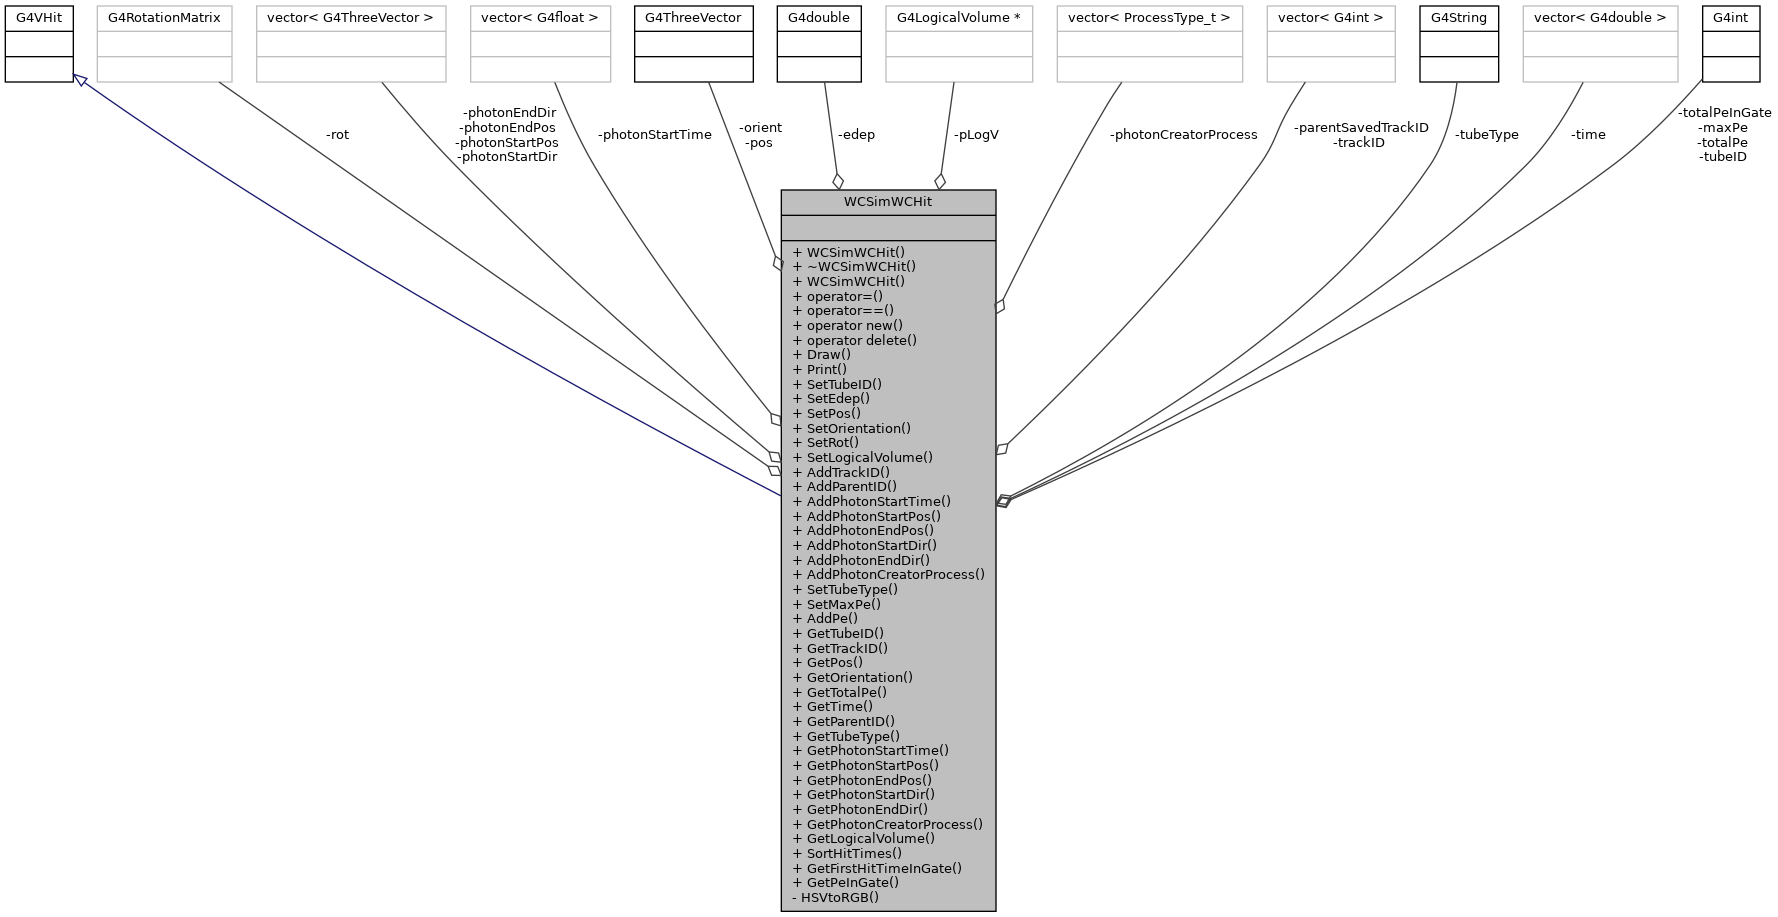 G4VHit
G4RotationMatrix
vector< G4ThreeVector >
vector< G4float >
G4ThreeVector
G4double
G4LogicalVolume *
vector< ProcessType_t >
vector< G4int >
G4String
vector< G4double >
G4int
-rot
-photonEndDir
-photonEndPos
-photonStartPos
-photonStartDir
-photonStartTime
-orient
-pos
-edep
-pLogV
-photonCreatorProcess
-parentSavedTrackID
-trackID
-tubeType
-time
-totalPeInGate
-maxPe
-totalPe
-tubeID
WCSimWCHit
+ WCSimWCHit()
+ ~WCSimWCHit()
+ WCSimWCHit()
+ operator=()
+ operator==()
+ operator new()
+ operator delete()
+ Draw()
+ Print()
+ SetTubeID()
+ SetEdep()
+ SetPos()
+ SetOrientation()
+ SetRot()
+ SetLogicalVolume()
+ AddTrackID()
+ AddParentID()
+ AddPhotonStartTime()
+ AddPhotonStartPos()
+ AddPhotonEndPos()
+ AddPhotonStartDir()
+ AddPhotonEndDir()
+ AddPhotonCreatorProcess()
+ SetTubeType()
+ SetMaxPe()
+ AddPe()
+ GetTubeID()
+ GetTrackID()
+ GetPos()
+ GetOrientation()
+ GetTotalPe()
+ GetTime()
+ GetParentID()
+ GetTubeType()
+ GetPhotonStartTime()
+ GetPhotonStartPos()
+ GetPhotonEndPos()
+ GetPhotonStartDir()
+ GetPhotonEndDir()
+ GetPhotonCreatorProcess()
+ GetLogicalVolume()
+ SortHitTimes()
+ GetFirstHitTimeInGate()
+ GetPeInGate()
- HSVtoRGB()